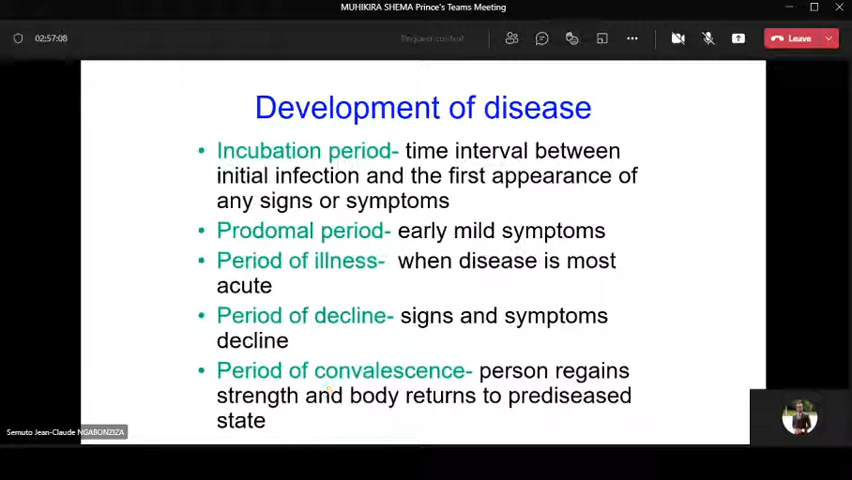 MUHIKIRA SHEMA Prince's Teams Meeting
02:57:08
Request control
Leave
Development of disease
• Incubation period- time interval between
initial infection and the first appearance of
any signs or symptoms
• Prodomal period- early mild symptoms
• Period of illness- when disease is most
acute
• Period of decline- signs and symptoms
decline
• Period of convalescence- person regains
strength and body returns to prediseased
state
Semuto Jean-Claude NGABONZIZA